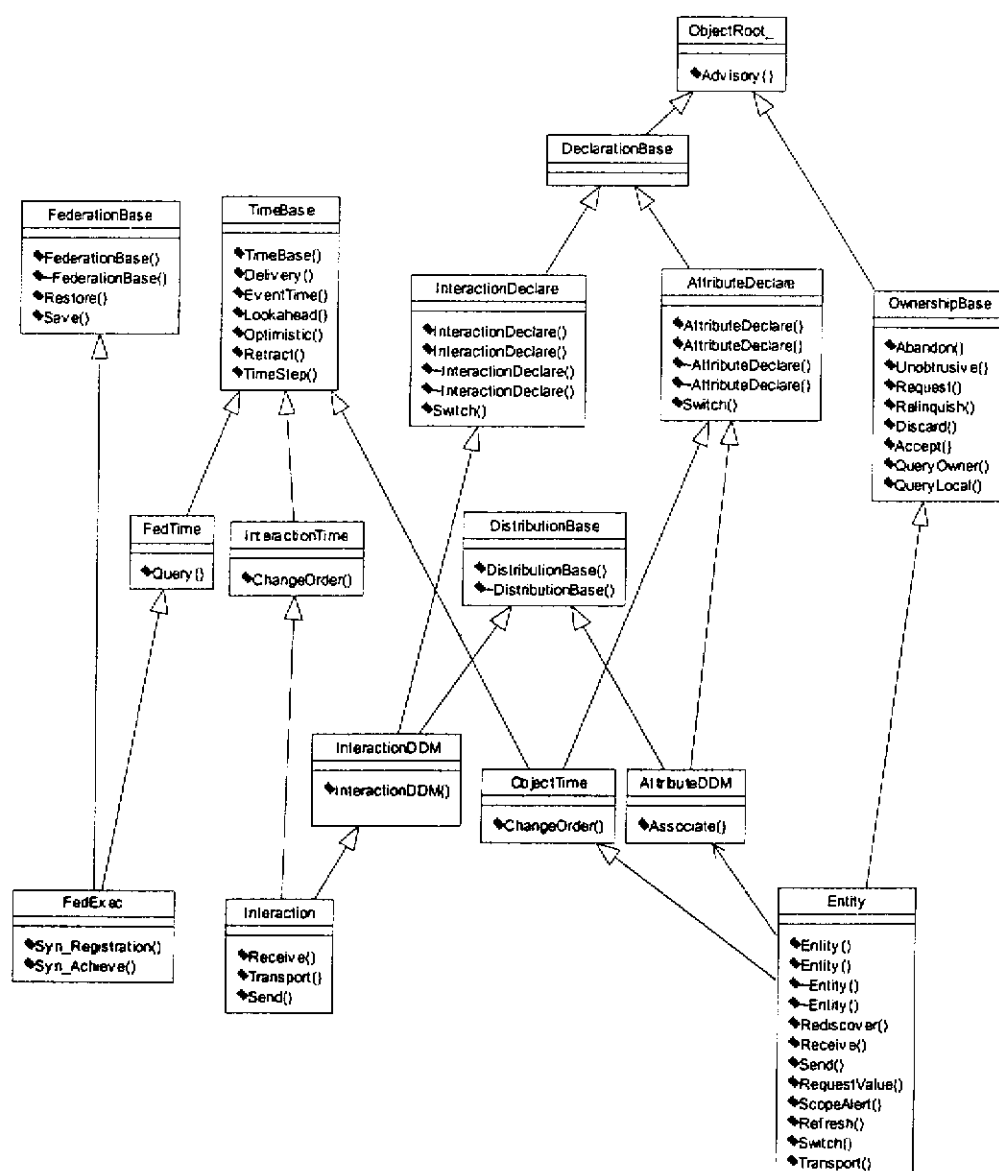 ObjectRoot_
Advisory()
DeclarationBase
FederationBase
FederationBase()
~FederationBase()
Restore()
Save()
TimeBase
TimeBase()
Delivery()
EventTime()
Lookahead()
Optimistic()
Retract()
TimeStep()
InteractionDeclare
InteractionDeclare()
InteractionDeclare()
~InteractionDeclare()
~InteractionDeclare()
Switch()
AttributeDeclare
AttributeDeclare()
AttributeDeclare()
~AttributeDeclare()
~AttributeDeclare()
Switch()
OwnershipBase
Abandon()
Unobtrusive()
Request()
Relinquish()
Discard()
Accept()
QueryOwner()
QueryLocal()
FedTime
Query()
InteractionTime
ChangeOrder()
DistributionBase
DistributionBase()
~DistributionBase()
InteractionDDM
InteractionDDM()
ObjectTime
ChangeOrder()
AttributeDDM
Associate()
FedExec
Syn_Registration()
Syn_Achieve()
Interaction
Receive()
Transport()
Send()
Entity
Entity()
Entity()
~Entity()
~Entity()
Rediscover()
Receive()
Send()
RequestValue()
ScopeAlert()
Refresh()
Switch()
Transport()